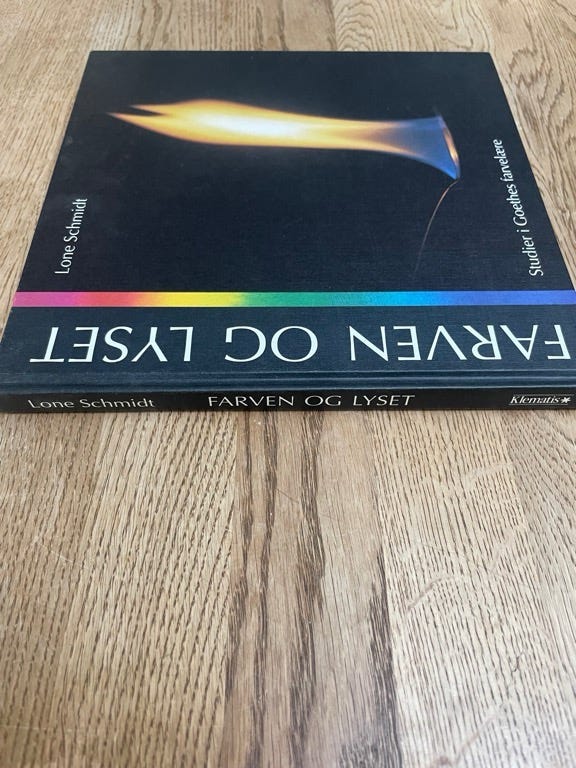 Lone Schmidt
Studier i Goethes farvelære
FARVEN OG LYSET
Lone Schmidt FARVEN OG LYSET Klematis